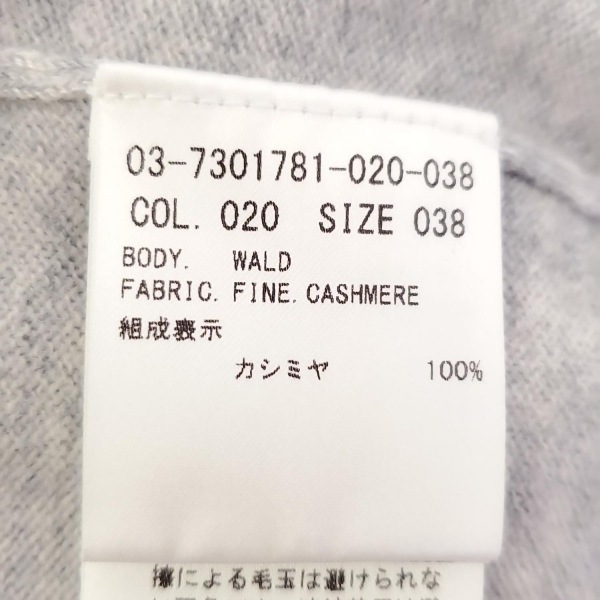 03-7301781-020-038
COL. 020 SIZE 038
BODY. WALD
FABRIC. FINE. CASHMERE
組成表示
カシミヤ 100%
擦による毛玉は避けられな